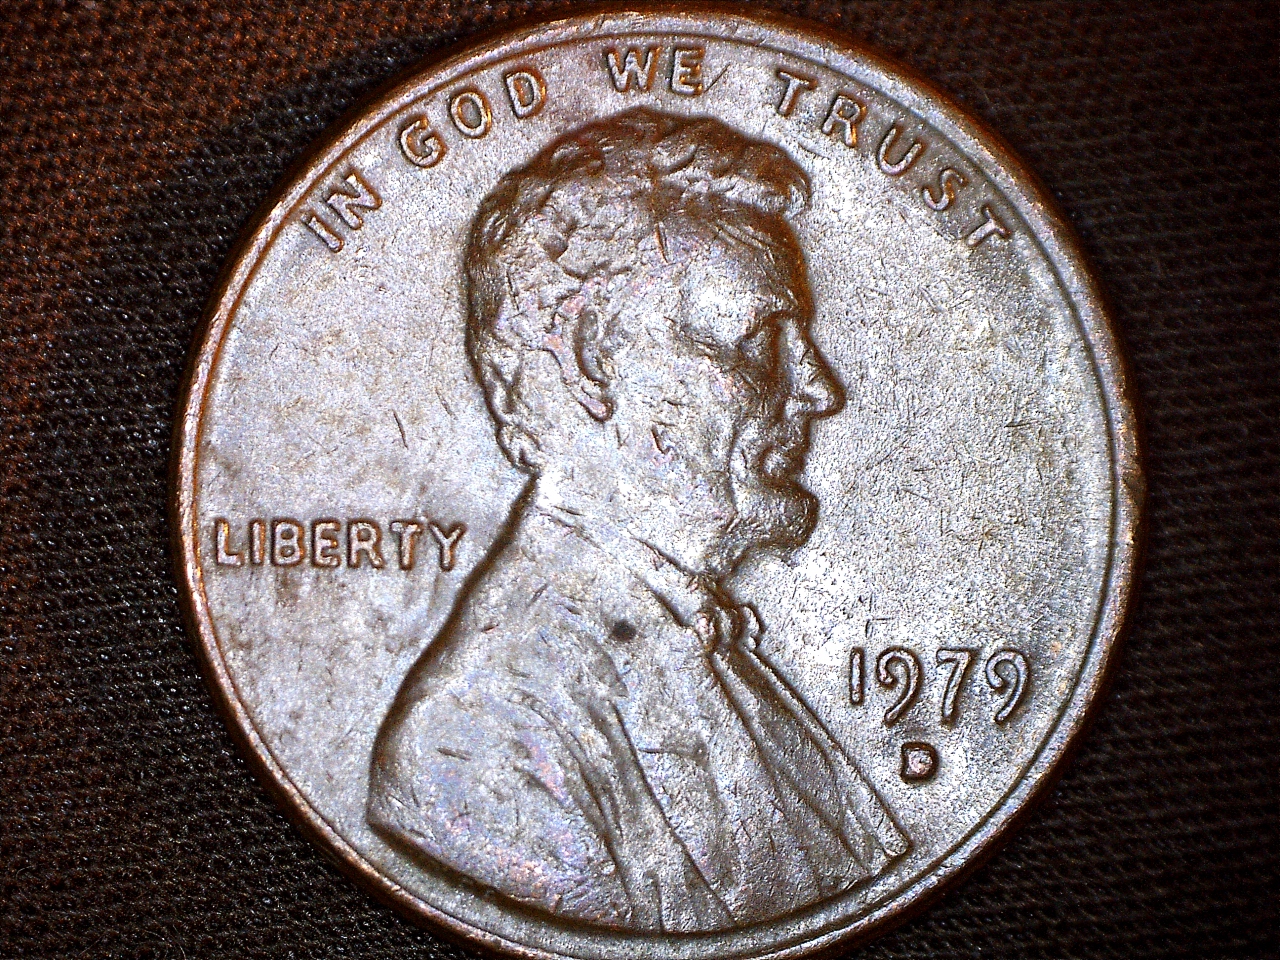 IN GOD WE TRUST
LIBERTY
1979
D